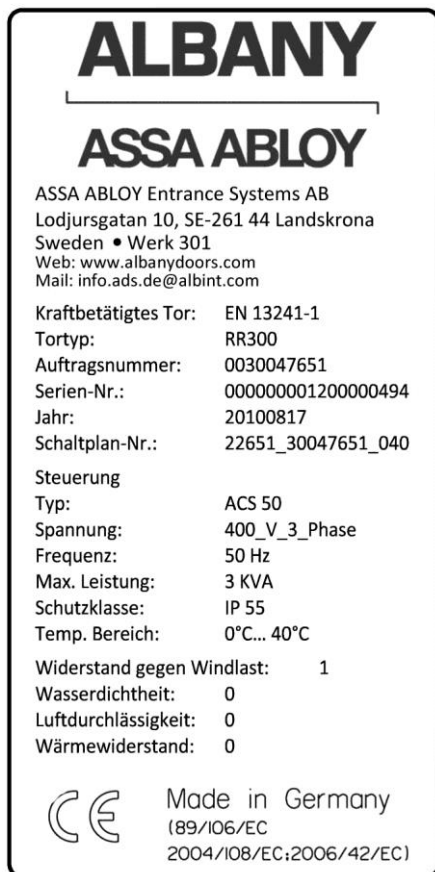 ALBANY
ASSA ABLOY
ASSA ABLOY Entrance Systems AB
Lodjursgatan 10, SE-261 44 Landskrona
Sweden • Werk 301
Web: www.albanydoors.com
Mail: info.ads.de@albint.com
Kraftbetätigtes Tor: EN 13241-1
Tortyp: RR300
Auftragsnummer: 0030047651
Serien-Nr.: 000000001200000494
Jahr: 20100817
Schaltplan-Nr.: 22651_30047651_040
Steuerung
Typ: ACS 50
Spannung: 400_V_3_Phase
Frequenz: 50 Hz
Max. Leistung: 3 KVA
Schutzklasse: IP 55
Temp. Bereich: 0°C... 40°C
Widerstand gegen Windlast: 1
Wasserdichtheit: 0
Luftdurchlässigkeit: 0
Wärmewiderstand: 0
CE Made in Germany
(89/106/EC
2004/108/EC;2006/42/EC)